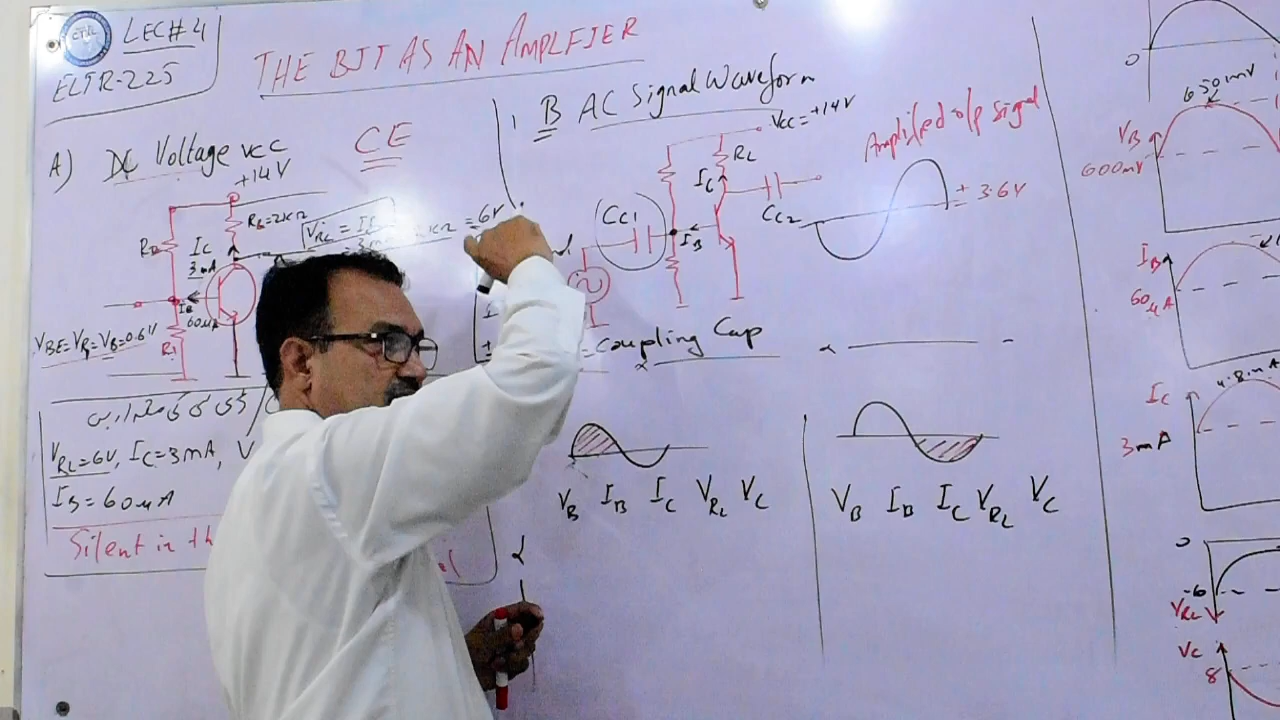 LEC#4
ELTR-225
THE BJT AS AN AMPLFIER
A) DC Voltage VCC
+14V
CE
RL=2KΩ
VRL = 
3m
KΩ = 6V
IC
3mA
IB
60μA
VBE=VR=VB=0.6V
R1
VRL=6V, IC=3mA, V
IB=60μA
Silent in th
B AC Signal Waveform
VCC=+14V
RL
IC
CC1
IB
CC2
Amplified o/p signal
± 3.6V
=Coupling Cap
VB IB IC VRL VC
VB IB IC VRL VC
0
650mV
VB
600mV
IB
60μA
4.8mA
IC
3mA
0
-6
VRL
VC
8